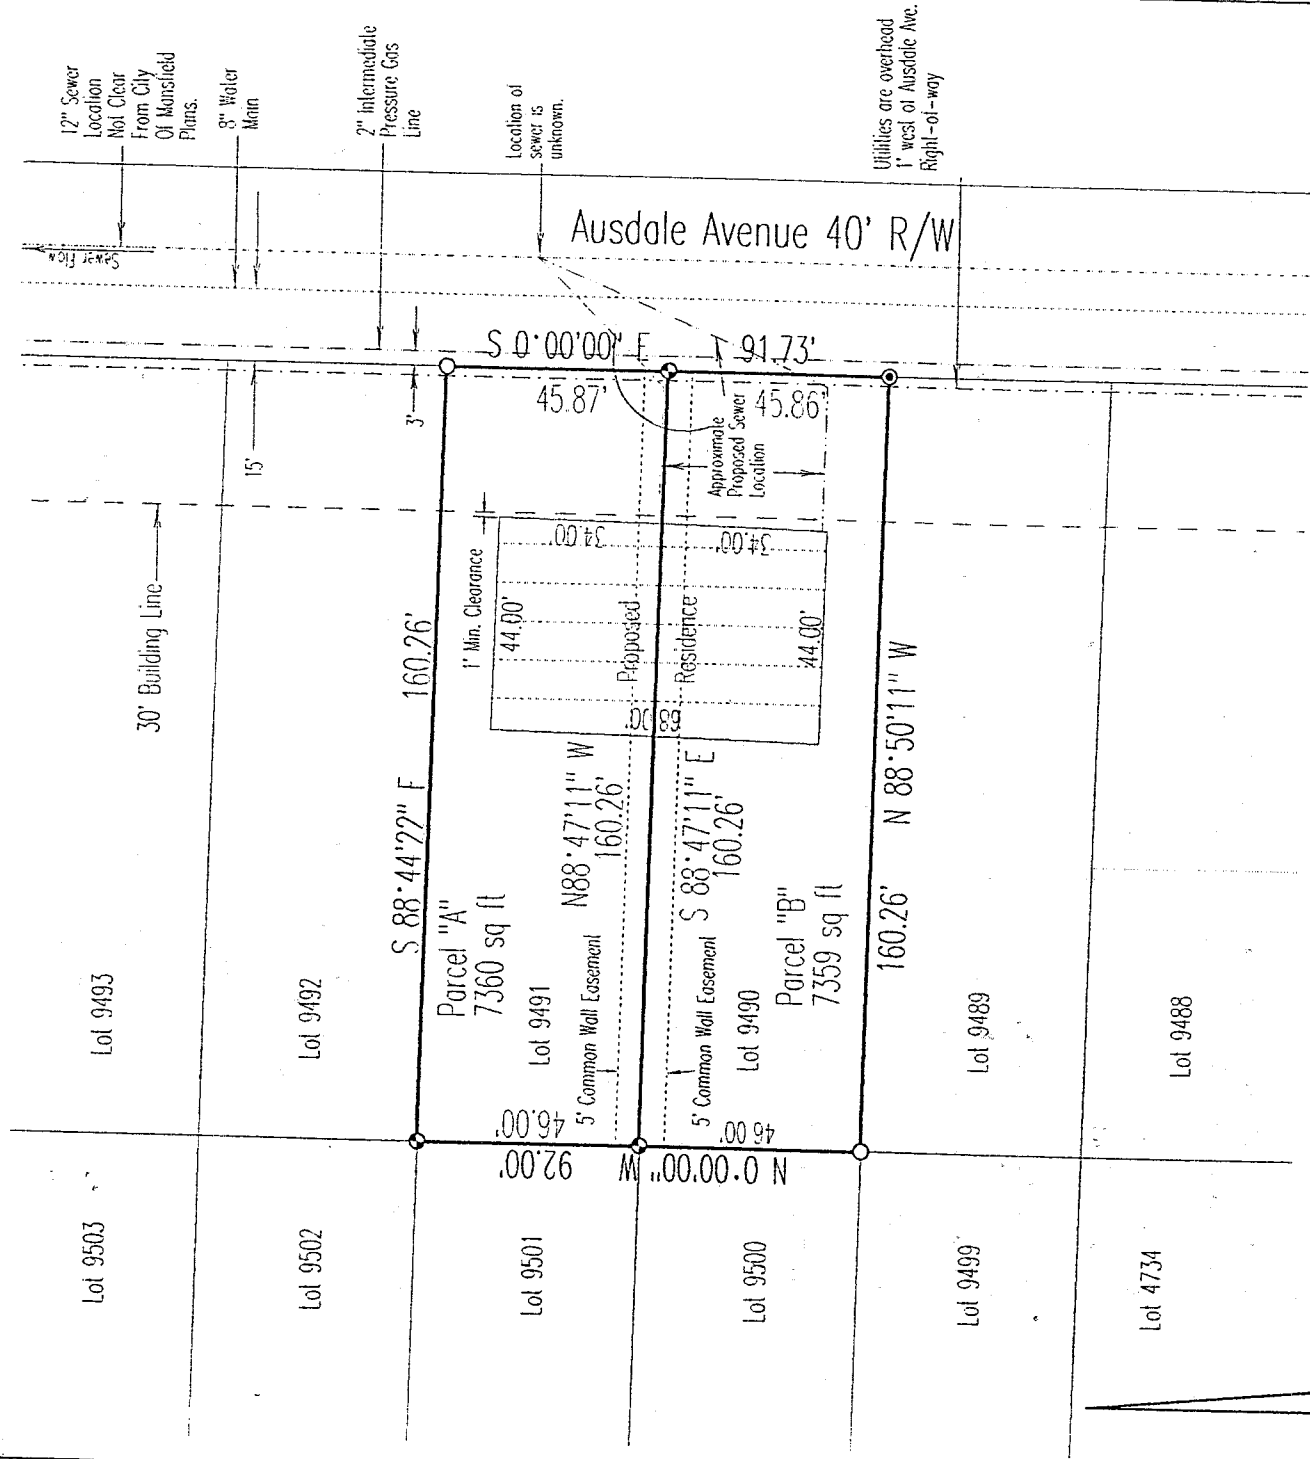 12" Sewer
Location
Not Clear
From City
Of Mansfield
Plans.
8" Water
Main
2" Intermediate
Pressure Gas
Line
Location of
sewer is
unknown.
Utilities are overhead
1' west of Ausdale Ave.
Right-of-way
Sewer Flow
Ausdale Avenue 40' R/W
S 0°00'00" E
91.73'
45.87'
45.86'
3'
15'
Approximate
Proposed Sewer
Location
30' Building Line
1' Min. Clearance
34.00'
34.00'
44.00'
44.00'
Proposed
Residence
68.00'
S 88°44'22" E 160.26'
N88°47'11" W
160.26'
S 88°47'11" E
160.26'
N 88°50'11" W
160.26'
Parcel "A"
7360 sq ft
Lot 9491
5' Common Wall Easement
5' Common Wall Easement
Lot 9490
Parcel "B"
7359 sq ft
Lot 9493
Lot 9492
Lot 9489
Lot 9488
46.00'
46.00'
92.00'
N 0°00'00" W
Lot 9503
Lot 9502
Lot 9501
Lot 9500
Lot 9499
Lot 4734